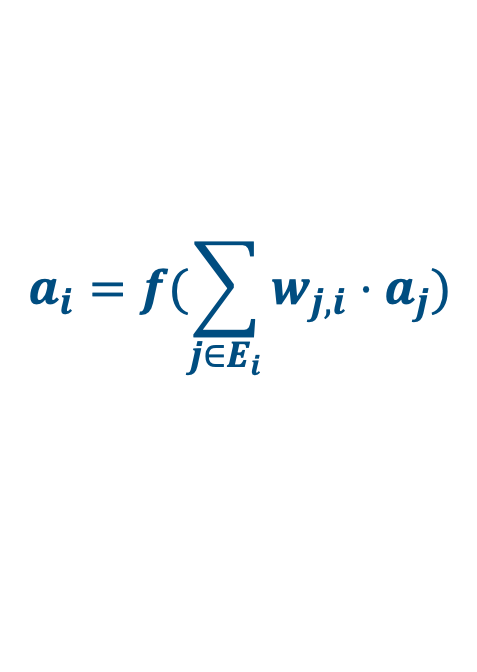 a_i = f(∑_{j∈E_i} w_{j,i} · a_j)